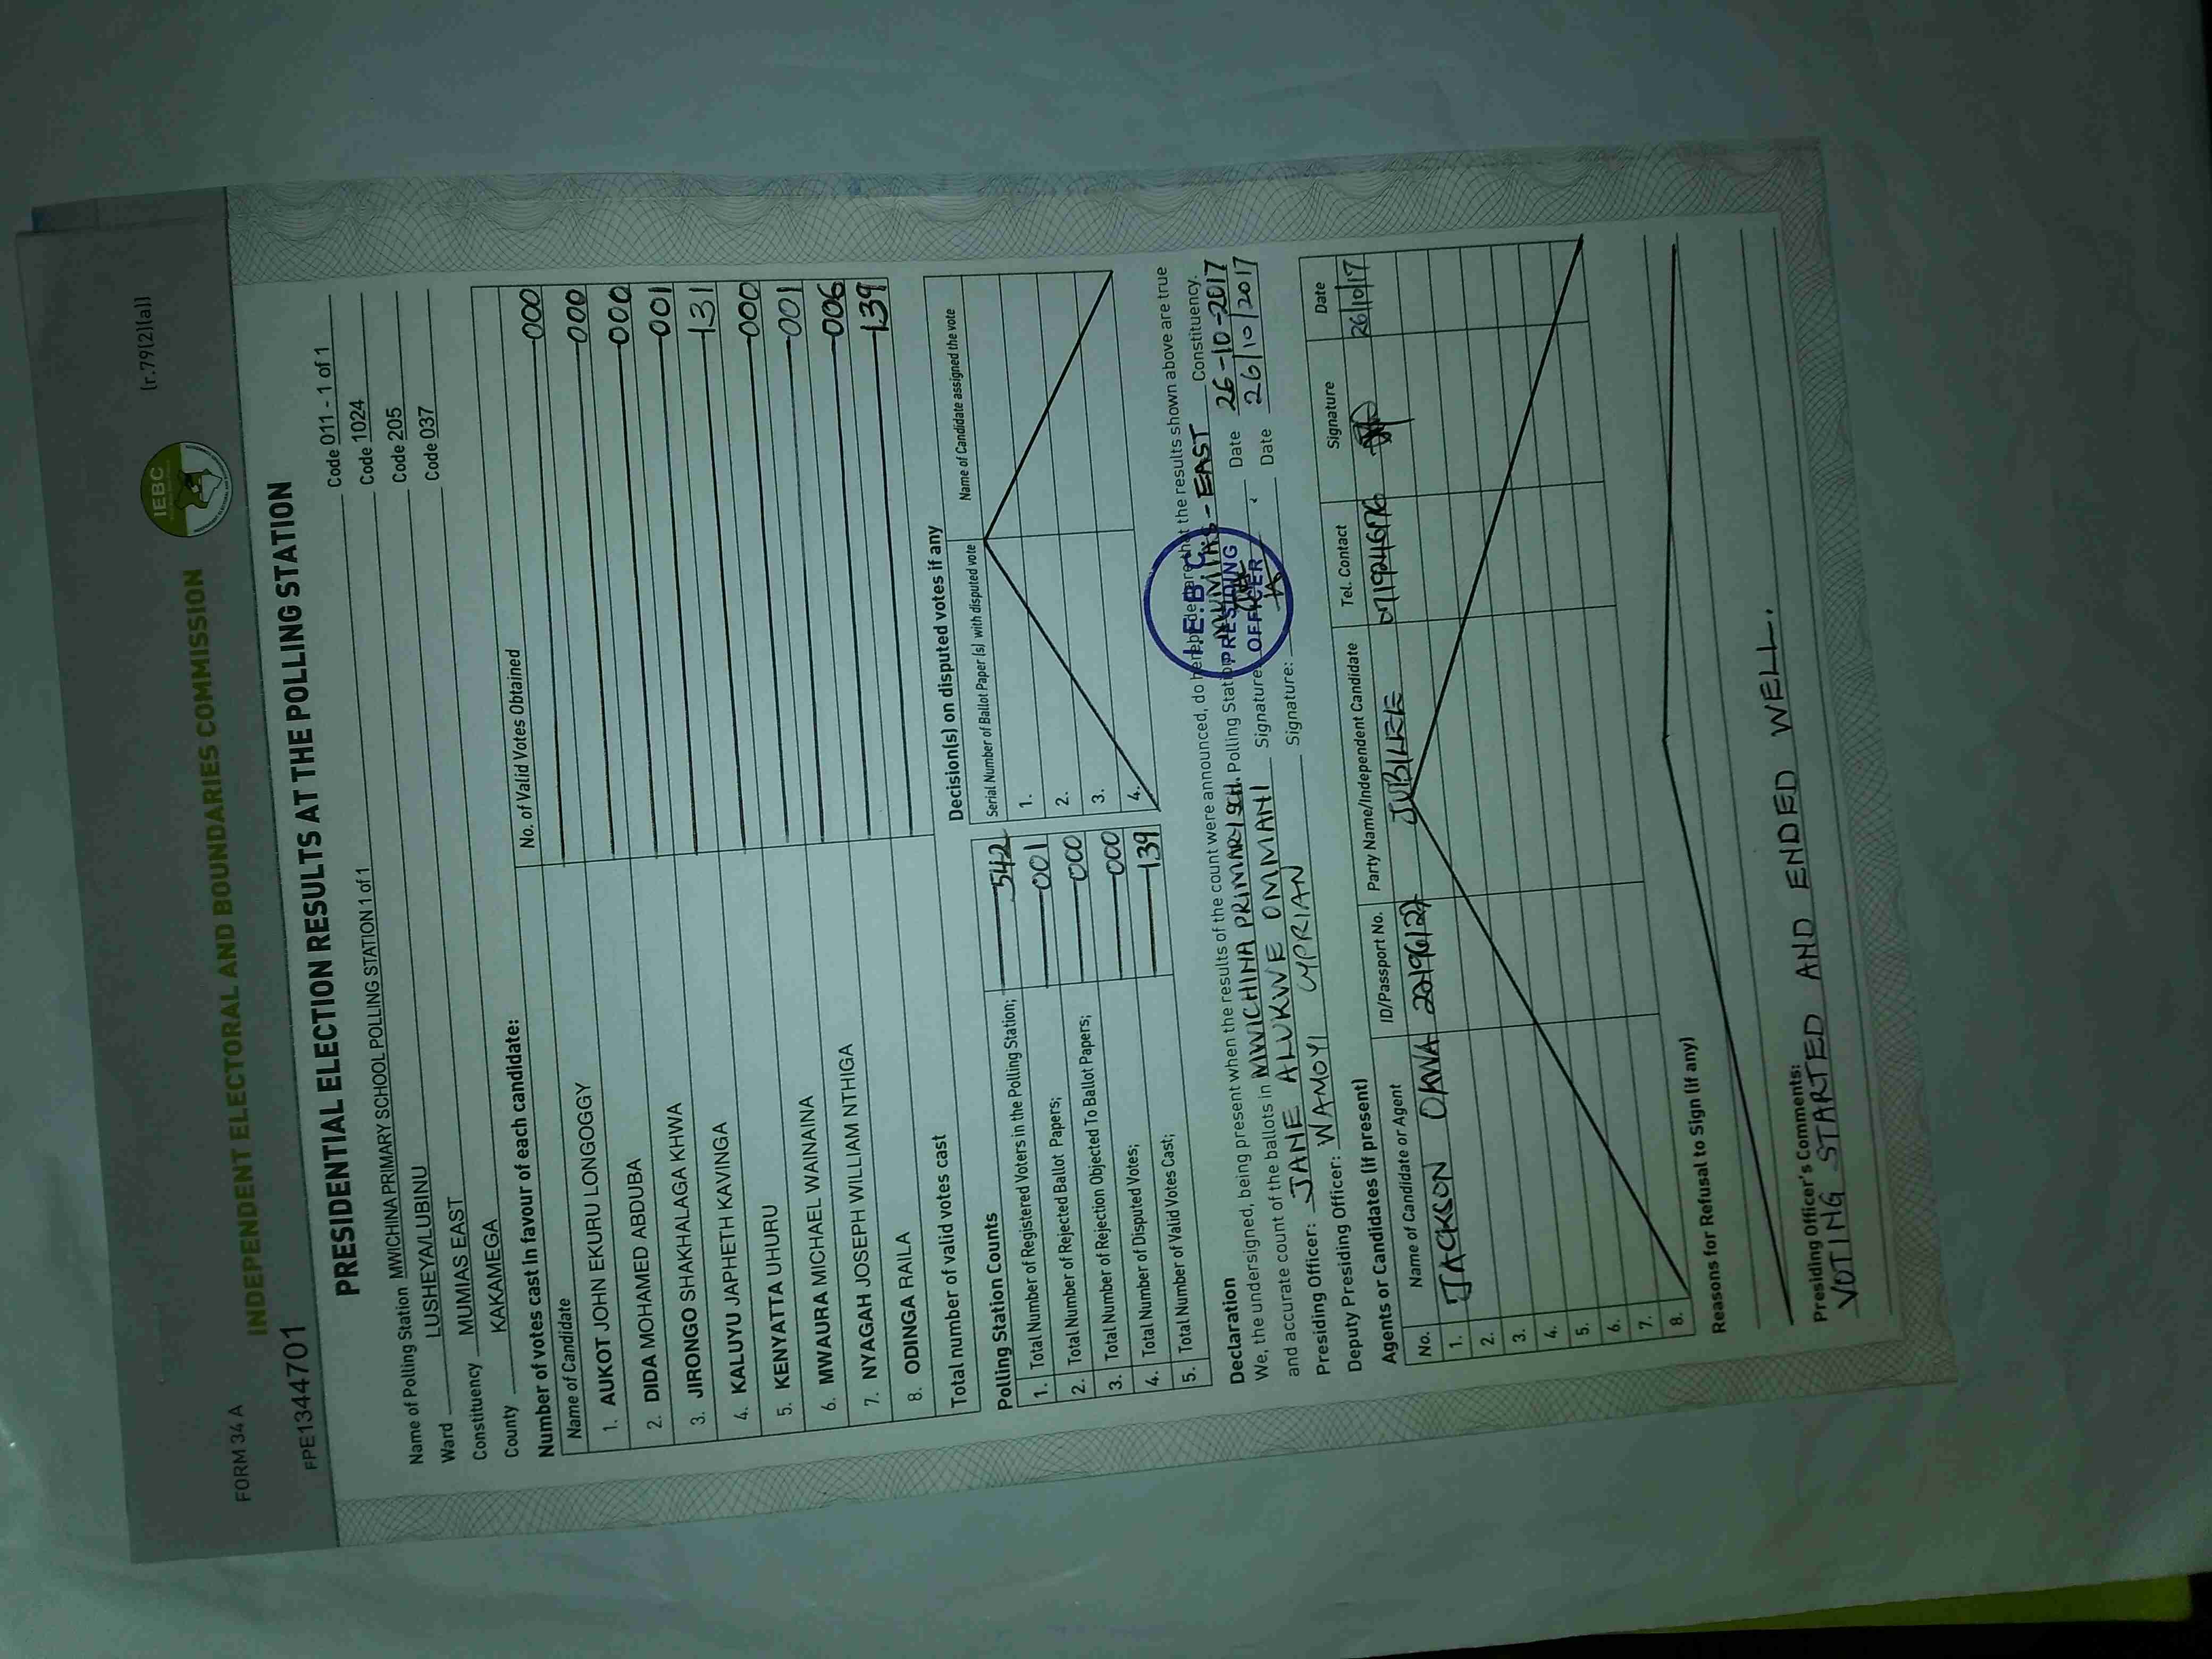 FORM 34 A
(r.79(2)(a))
IEBC
INDEPENDENT ELECTORAL AND BOUNDARIES COMMISSION
FPE1344701
PRESIDENTIAL ELECTION RESULTS AT THE POLLING STATION
Name of Polling Station MWICHINA PRIMARY SCHOOL POLLING STATION 1 of 1 Code 011 - 1 of 1
Ward LUSHEYA/LUBINU Code 1024
Constituency MUMIAS EAST Code 205
County KAKAMEGA Code 037
Number of votes cast in favour of each candidate:
Name of Candidate No. of Valid Votes Obtained
1. AUKOT JOHN EKURU LONGOGGY 000
2. DIDA MOHAMED ABDUBA 000
3. JIRONGO SHAKHALAGA KHWA 000
4. KALUYU JAPHETH KAVINGA 001
5. KENYATTA UHURU 131
6. MWAURA MICHAEL WAINAINA 000
7. NYAGAH JOSEPH WILLIAM NTHIGA 001
8. ODINGA RAILA 006
Total number of valid votes cast 139
Polling Station Counts
1. Total Number of Registered Voters in the Polling Station; 542
2. Total Number of Rejected Ballot Papers; 001
3. Total Number of Rejection Objected To Ballot Papers; 000
4. Total Number of Disputed Votes; 000
5. Total Number of Valid Votes Cast; 139
Decision(s) on disputed votes if any
Serial Number of Ballot Paper (s) with disputed vote Name of Candidate assigned the vote
1.
2.
3.
4.
Declaration
We, the undersigned, being present when the results of the count were announced, do hereby declare that the results shown above are true
and accurate count of the ballots in MWICHINA PRIMARY SCH. Polling Station MUMIAS - EAST Constituency.
Presiding Officer: JANE ALUKWE OMMANI Signature: Date 26-10-2017
Deputy Presiding Officer: WAMOYI CYPRIAN Signature: Date 26/10/2017
I.E.B.C.
PRESIDING
OFFICER
Agents or Candidates (if present)
No. Name of Candidate or Agent ID/Passport No. Party Name/Independent Candidate Tel. Contact Signature Date
1. JACKSON JUBILEE 26/10/17
2.
3.
4.
5.
6.
7.
8.
Reasons for Refusal to Sign (if any)
Presiding Officer's Comments:
VOTING STARTED AND ENDED WELL.